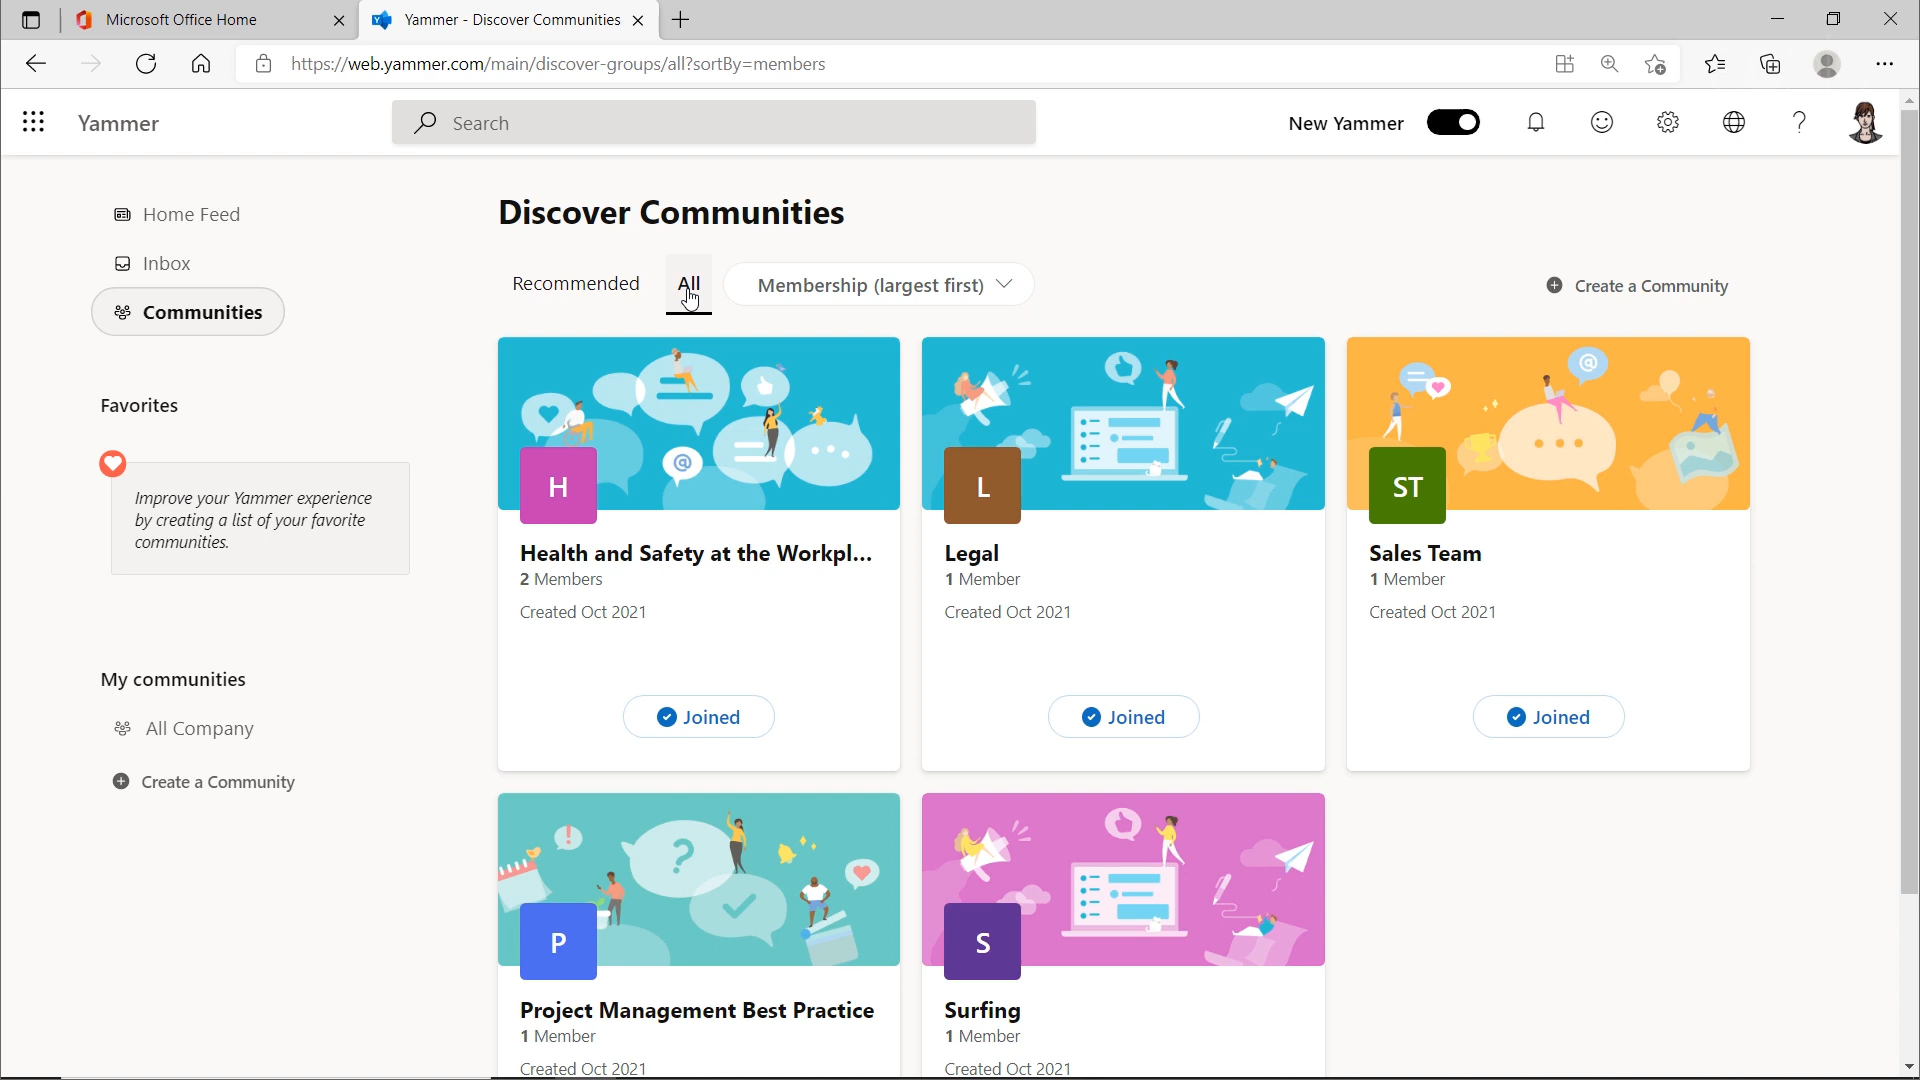 Microsoft Office Home
Yammer - Discover Communities
https://web.yammer.com/main/discover-groups/all?sortBy=members
Yammer
Search
New Yammer
Home Feed
Inbox
Communities
Favorites
Improve your Yammer experience
by creating a list of your favorite
communities.
My communities
All Company
Create a Community
Discover Communities
Recommended
All
Membership (largest first)
Create a Community
H
Health and Safety at the Workpl...
2 Members
Created Oct 2021
Joined
L
Legal
1 Member
Created Oct 2021
Joined
ST
Sales Team
1 Member
Created Oct 2021
Joined
P
Project Management Best Practice
1 Member
Created Oct 2021
S
Surfing
1 Member
Created Oct 2021